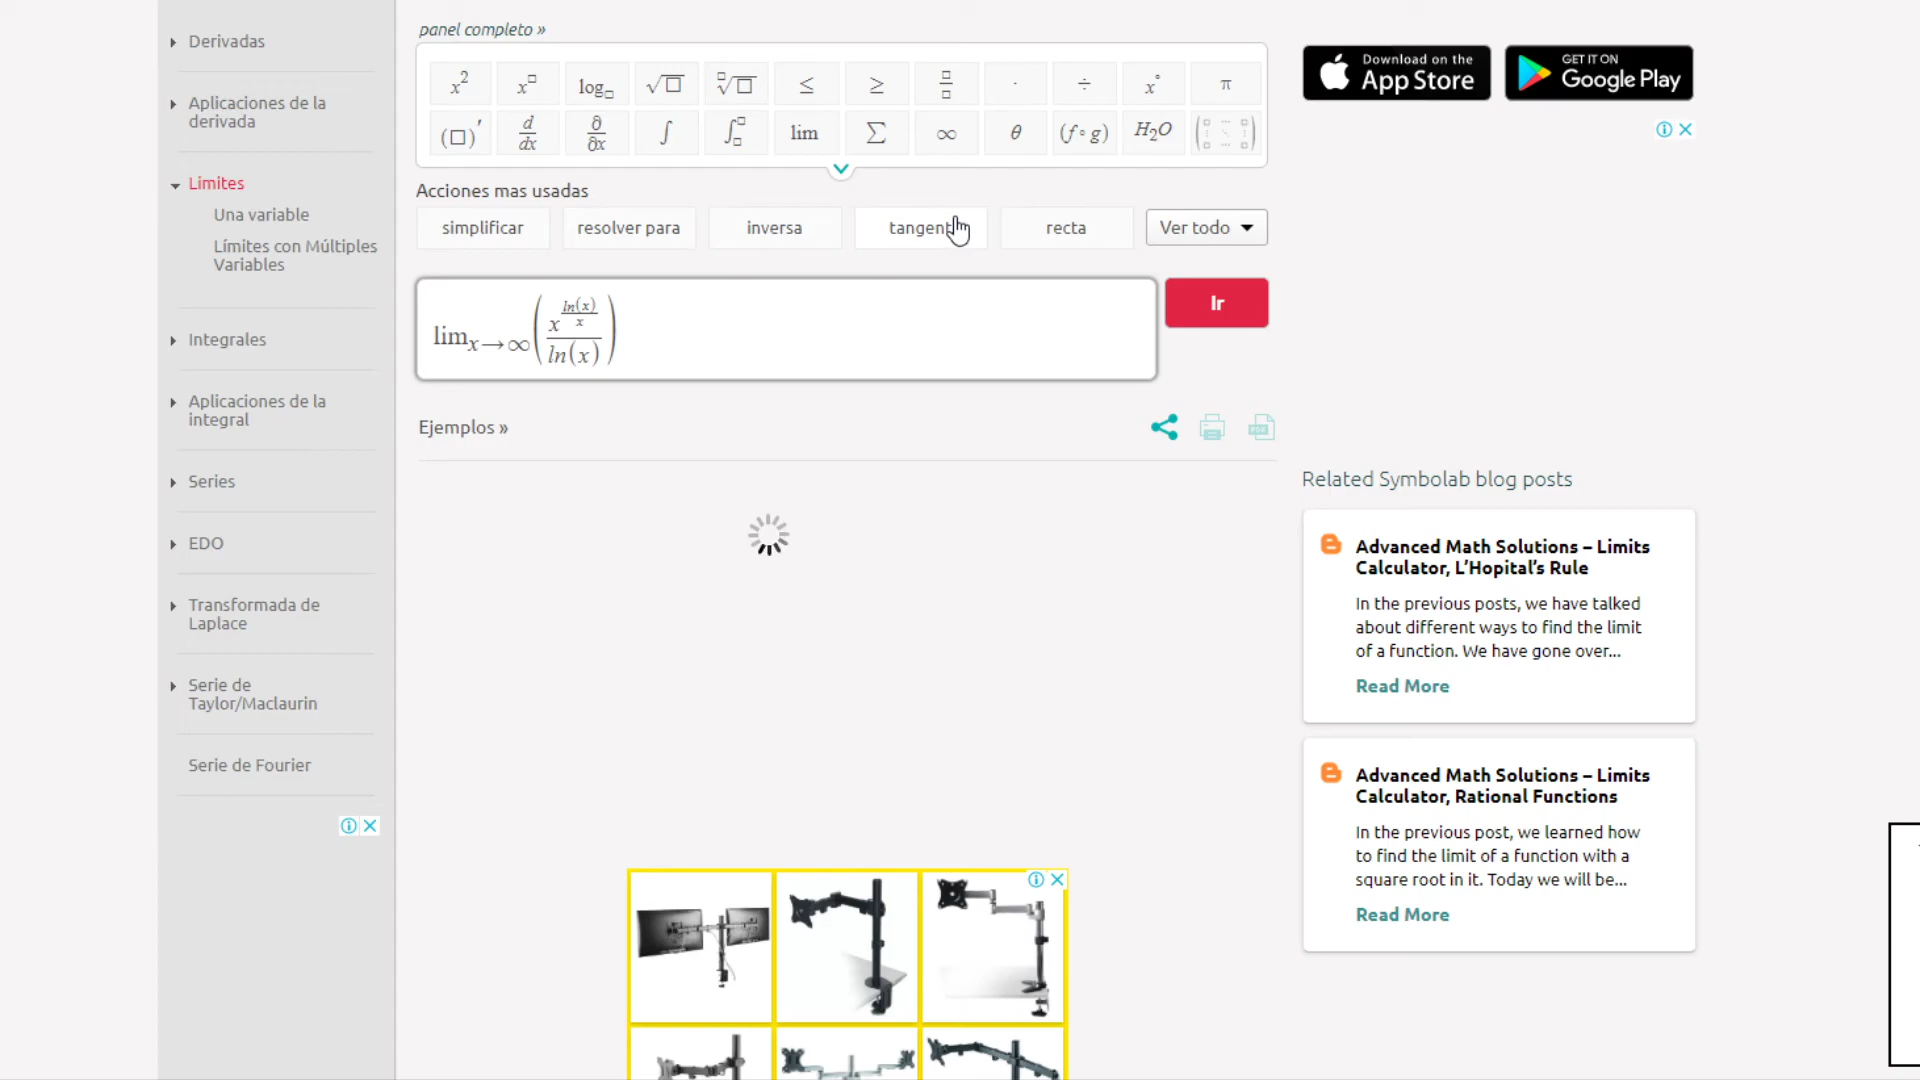 Derivadas
Aplicaciones de la
derivada
Limites
Una variable
Límites con Múltiples
Variables
Integrales
Aplicaciones de la
integral
Series
EDO
Transformada de
Laplace
Serie de
Taylor/Maclaurin
Serie de Fourier
panel completo »
x² x^□ log□ √□ □√□ ≤ ≥ □/□ · ÷ x° π
(□)′ d/dx ∂/∂x ∫ ∫□□ lim ∑ ∞ θ (f∘g) H₂O
Acciones mas usadas
simplificar resolver para inversa tangent recta Ver todo
lim x→∞ (x^(ln(x)/x) / ln(x))
Ir
Ejemplos »
Download on the
App Store
GET IT ON
Google Play
Related Symbolab blog posts
Advanced Math Solutions – Limits
Calculator, L’Hopital’s Rule
In the previous posts, we have talked
about different ways to find the limit
of a function. We have gone over...
Read More
Advanced Math Solutions – Limits
Calculator, Rational Functions
In the previous post, we learned how
to find the limit of a function with a
square root in it. Today we will be...
Read More